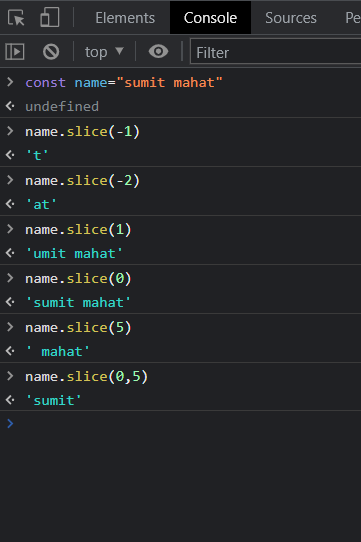 Elements Console Sources Pe
top ▼ Filter
const name="sumit mahat"
undefined
name.slice(-1)
't'
name.slice(-2)
'at'
name.slice(1)
'umit mahat'
name.slice(0)
'sumit mahat'
name.slice(5)
' mahat'
name.slice(0,5)
'sumit'